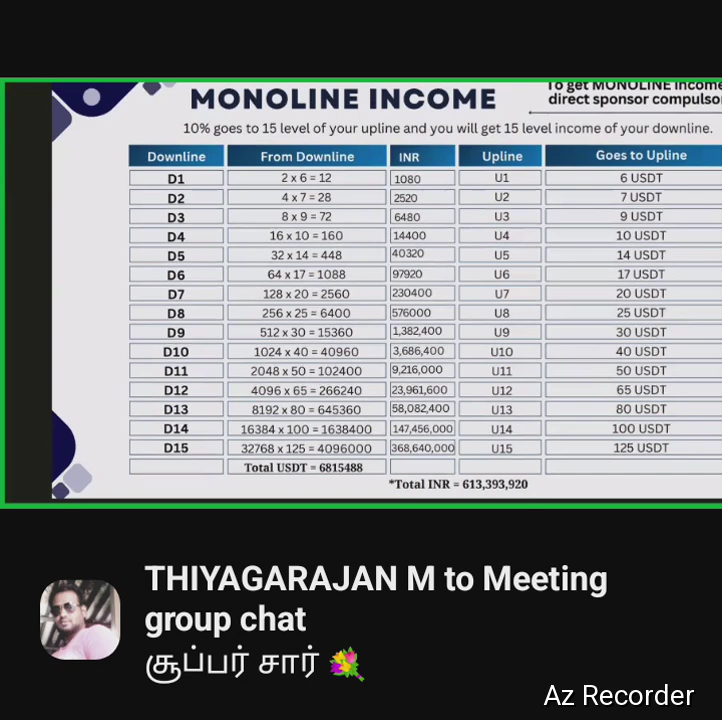 To get MONOLINE Income
MONOLINE INCOME
direct sponsor compulso
10% goes to 15 level of your upline and you will get 15 level income of your downline.
Downline From Downline INR Upline Goes to Upline
D1 2 x 6 = 12 1080 U1 6 USDT
D2 4 x 7 = 28 2520 U2 7 USDT
D3 8 x 9 = 72 6480 U3 9 USDT
D4 16 x 10 = 160 14400 U4 10 USDT
D5 32 x 14 = 448 40320 U5 14 USDT
D6 64 x 17 = 1088 97920 U6 17 USDT
D7 128 x 20 = 2560 230400 U7 20 USDT
D8 256 x 25 = 6400 576000 U8 25 USDT
D9 512 x 30 = 15360 1,382,400 U9 30 USDT
D10 1024 x 40 = 40960 3,686,400 U10 40 USDT
D11 2048 x 50 = 102400 9,216,000 U11 50 USDT
D12 4096 x 65 = 266240 23,961,600 U12 65 USDT
D13 8192 x 80 = 645360 58,082,400 U13 80 USDT
D14 16384 x 100 = 1638400 147,456,000 U14 100 USDT
D15 32768 x 125 = 4096000 368,640,000 U15 125 USDT
Total USDT = 6815488
*Total INR = 613,393,920
THIYAGARAJAN M to Meeting
group chat
சூப்பர் சார் 💐
Az Recorder